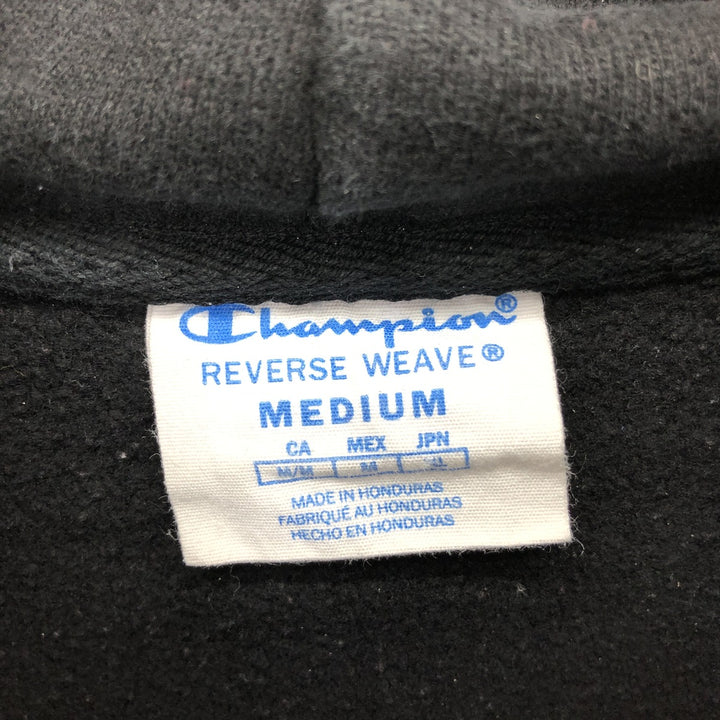 Champion®
REVERSE WEAVE®
MEDIUM
CA MEX JPN
M/M M
MADE IN HONDURAS
FABRIQUÉ AU HONDURAS
HECHO EN HONDURAS